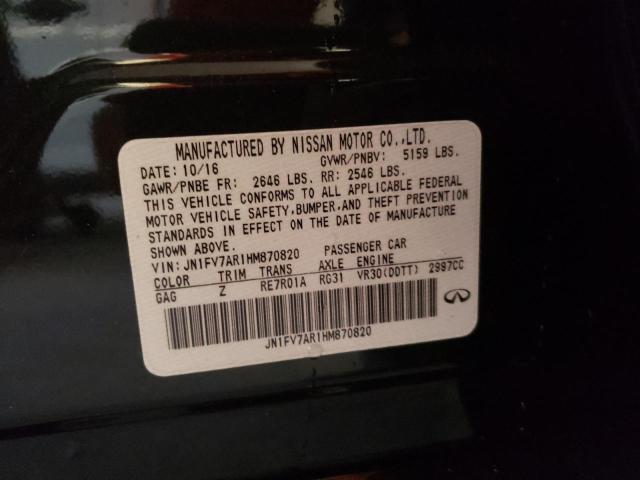 MANUFACTURED BY NISSAN MOTOR CO.,LTD.
DATE: 10/16 GVWR/PNBV: 5159 LBS.
GAWR/PNBE FR: 2646 LBS. RR: 2546 LBS.
THIS VEHICLE CONFORMS TO ALL APPLICABLE FEDERAL
MOTOR VEHICLE SAFETY, BUMPER, AND THEFT PREVENTION
STANDARDS IN EFFECT ON THE DATE OF MANUFACTURE
SHOWN ABOVE.
VIN: JN1FV7AR1HM870820 PASSENGER CAR
COLOR TRIM TRANS AXLE ENGINE
GAG Z RE7R01A RG31 VR30(DDTT) 2997CC
JN1FV7AR1HM870820